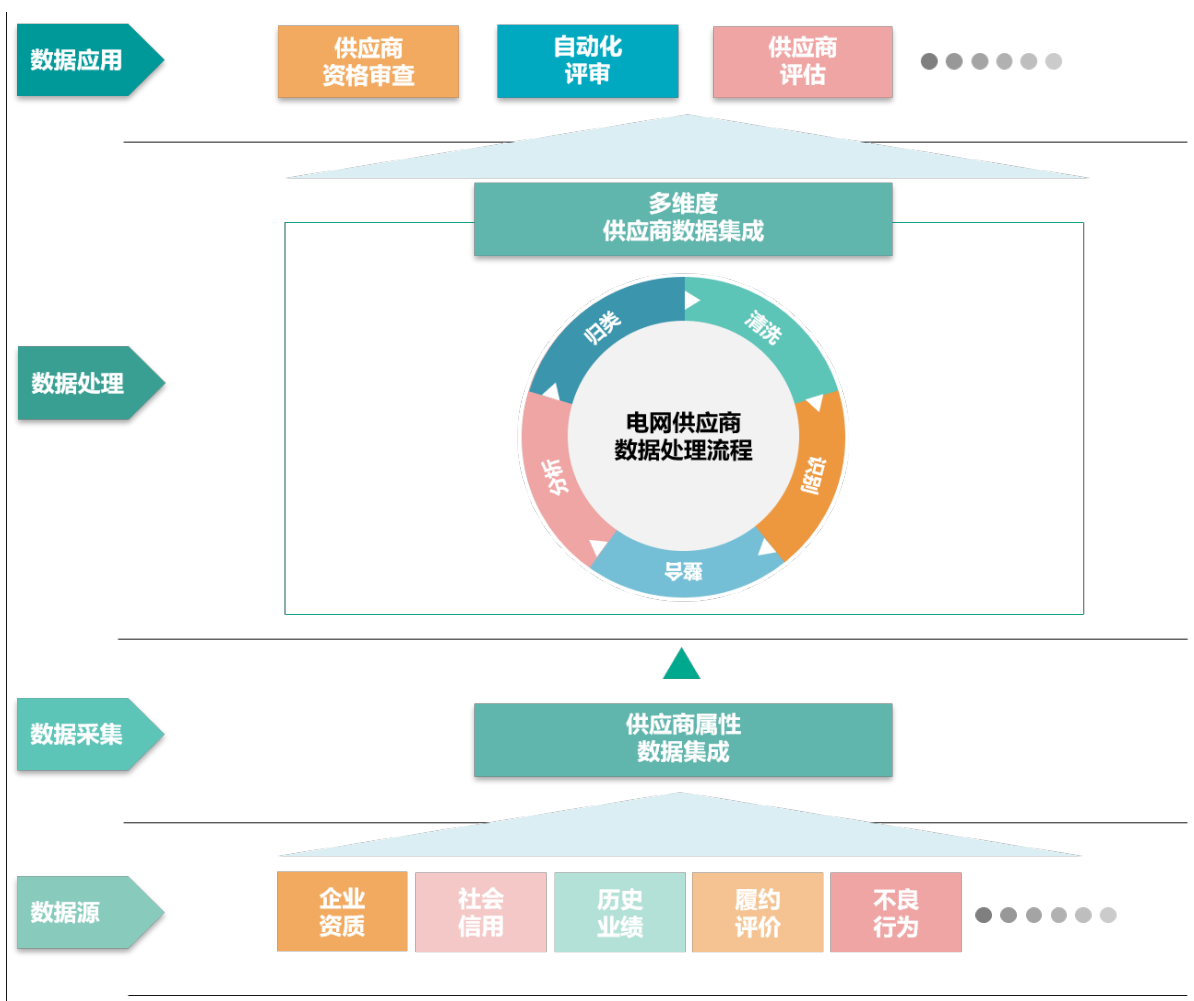 数据应用
供应商
资格审查
自动化
评审
供应商
评估
多维度
供应商数据集成
数据处理
归类
清洗
识别
整合
分析
电网供应商
数据处理流程
数据采集
供应商属性
数据集成
数据源
企业
资质
社会
信用
历史
业绩
履约
评价
不良
行为